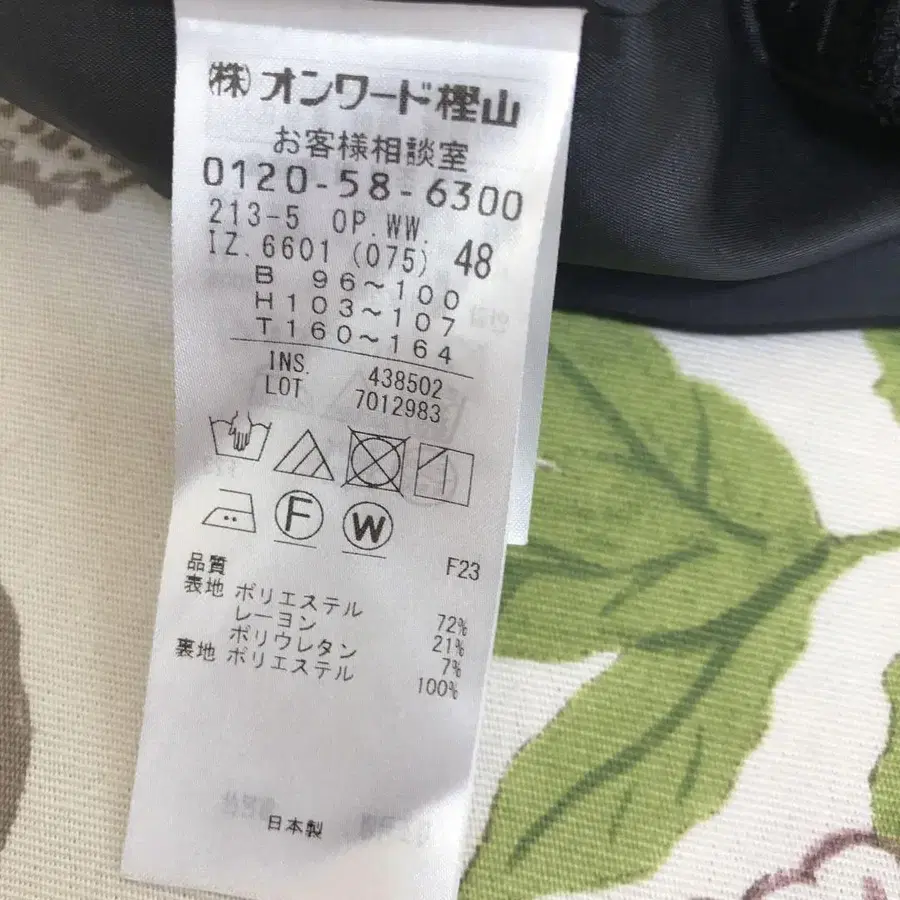 ㈱オンワード樫山
お客様相談室
0120-58-6300
213-5 OP.WW.
IZ.6601 (075) 48
B 96～100
H 103～107
T 160～164
INS. 438502
LOT 7012983
F W
品質 F23
表地 ポリエステル 72%
レーヨン 21%
ポリウレタン 7%
裏地 ポリエステル 100%
日本製